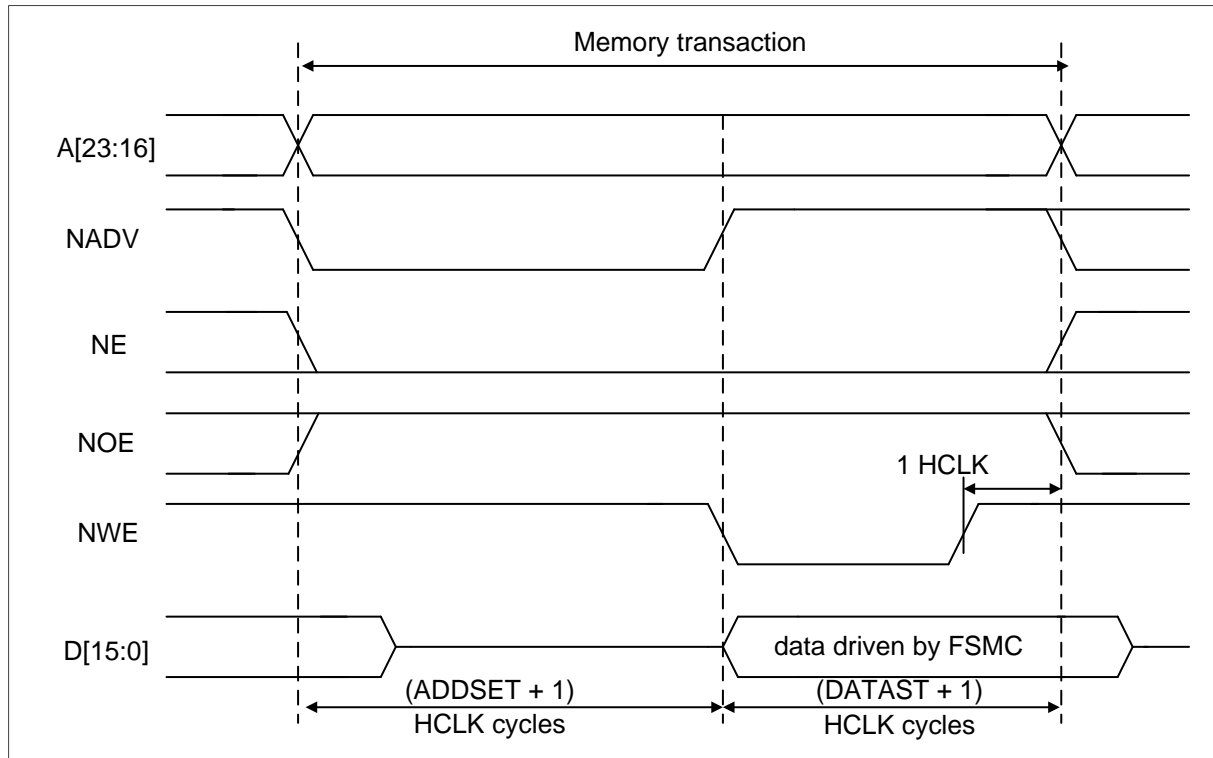 Memory transaction
A[23:16]
NADV
NE
NOE
1 HCLK
NWE
D[15:0]
data driven by FSMC
(ADDSET + 1)
HCLK cycles
(DATAST + 1)
HCLK cycles